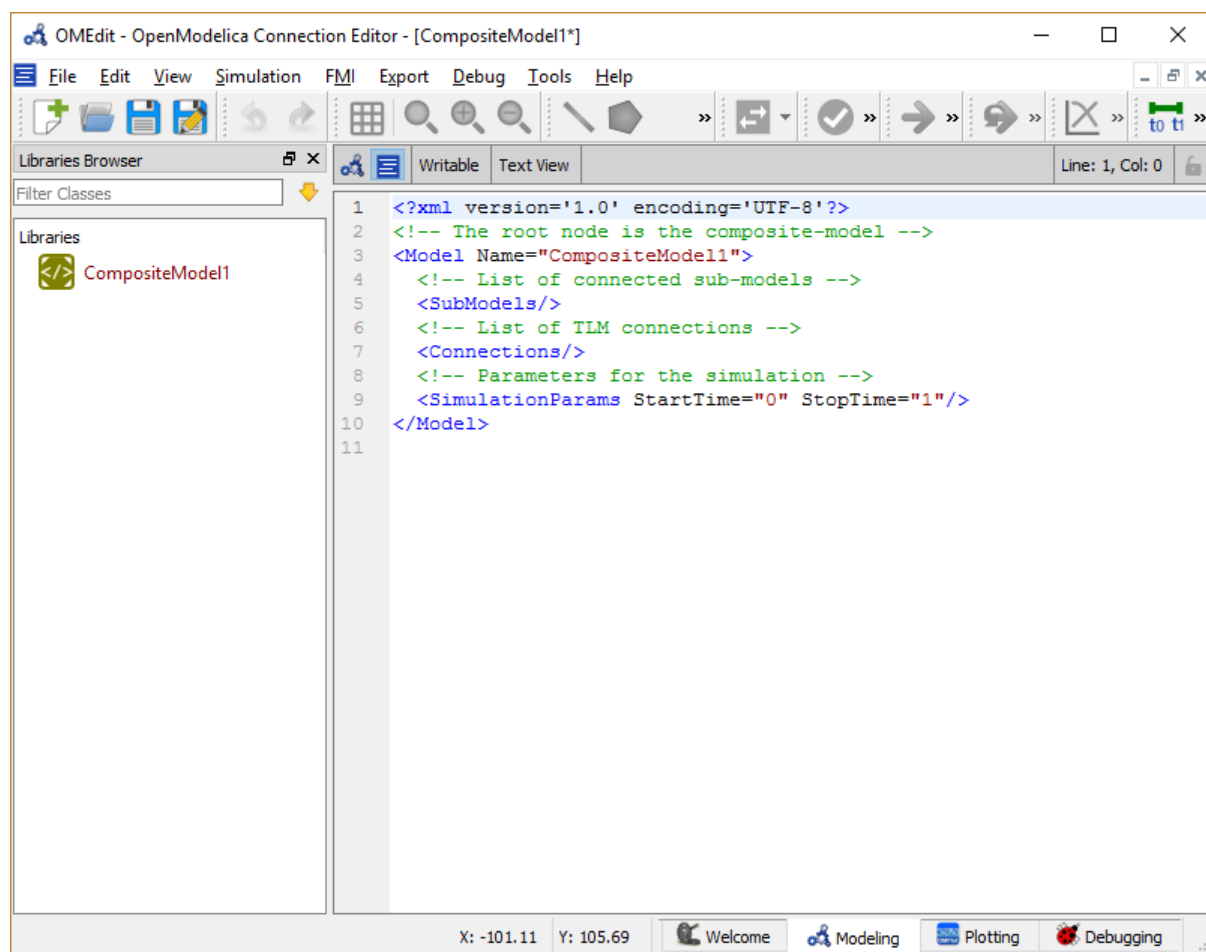 OMEdit - OpenModelica Connection Editor - [CompositeModel1*]
File Edit View Simulation FMI Export Debug Tools Help
» » » » t0 t1 »
Libraries Browser
Writable Text View Line: 1, Col: 0
Filter Classes
Libraries
</> CompositeModel1
1 <?xml version='1.0' encoding='UTF-8'?>
2 <!-- The root node is the composite-model -->
3 <Model Name="CompositeModel1">
4 <!-- List of connected sub-models -->
5 <SubModels/>
6 <!-- List of TLM connections -->
7 <Connections/>
8 <!-- Parameters for the simulation -->
9 <SimulationParams StartTime="0" StopTime="1"/>
10 </Model>
11
X: -101.11 Y: 105.69 Welcome Modeling Plotting Debugging